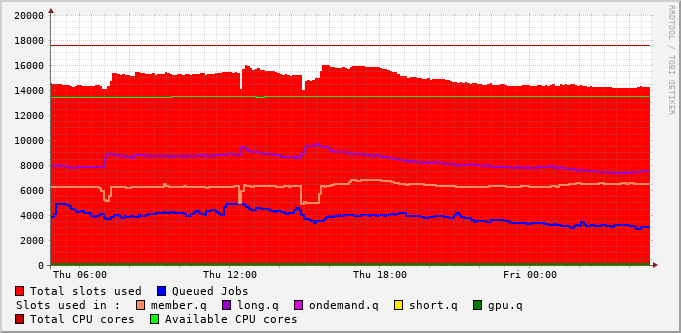 20000
18000
16000
14000
12000
10000
8000
6000
4000
2000
0
Thu 06:00 Thu 12:00 Thu 18:00 Fri 00:00
Total slots used Queued Jobs
Slots used in : member.q long.q ondemand.q short.q gpu.q
Total CPU cores Available CPU cores
RRDTOOL / TOBI OETIKER